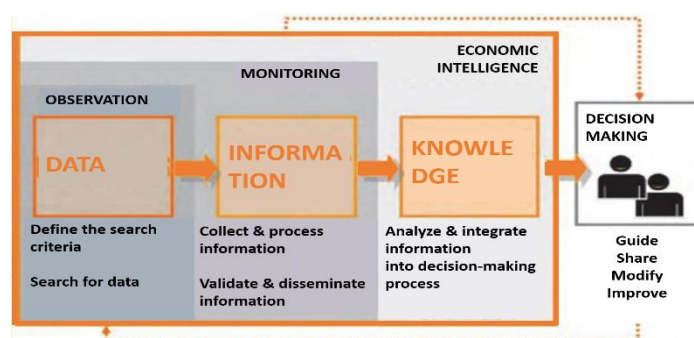 ECONOMIC
INTELLIGENCE
MONITORING
OBSERVATION
DATA
INFORMA
TION
KNOWLE
DGE
DECISION
MAKING
Define the search
criteria
Search for data
Collect & process
information
Validate & disseminate
information
Analyze & integrate
information
into decision-making
process
Guide
Share
Modify
Improve